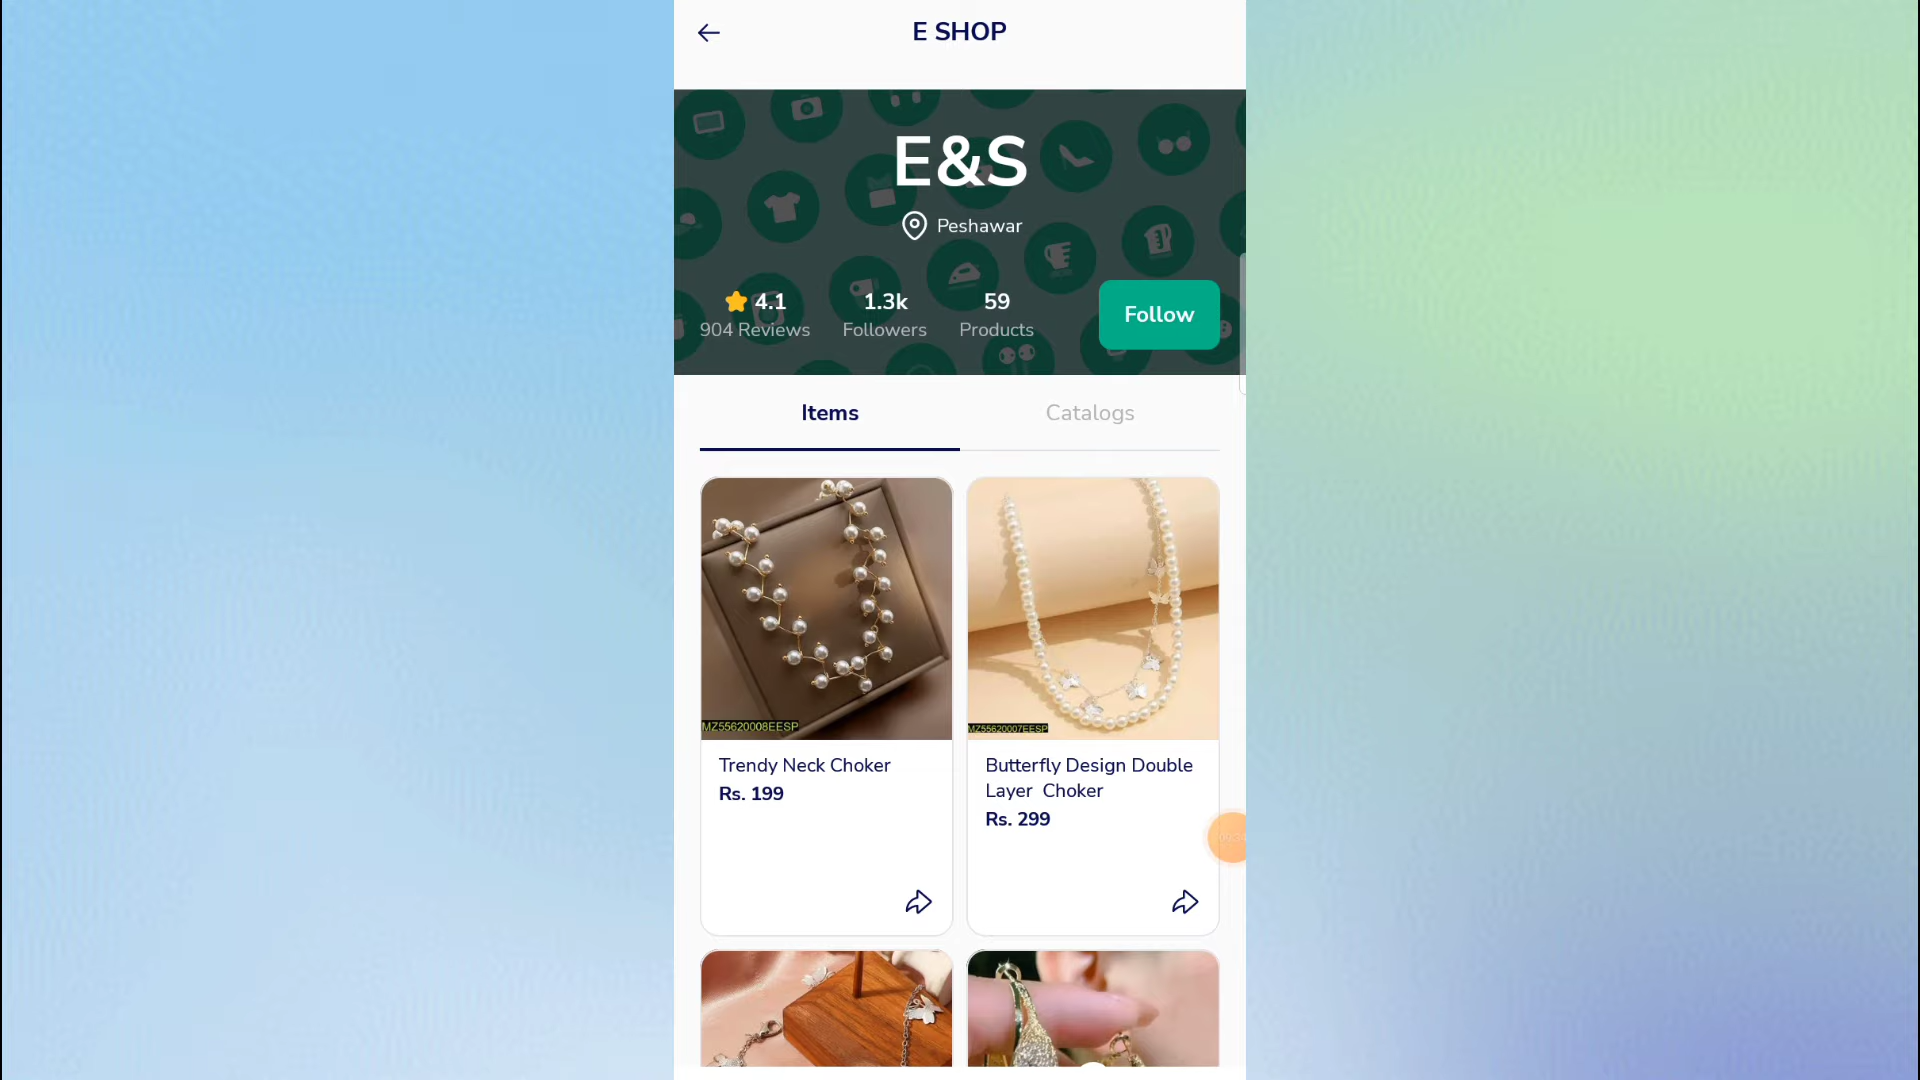 E SHOP
E&S
Peshawar
4.1
904 Reviews
1.3k
Followers
59
Products
Follow
Items
Catalogs
MZ55620008EESP
MZ55620007EESP
Trendy Neck Choker
Rs. 199
Butterfly Design Double
Layer Choker
Rs. 299